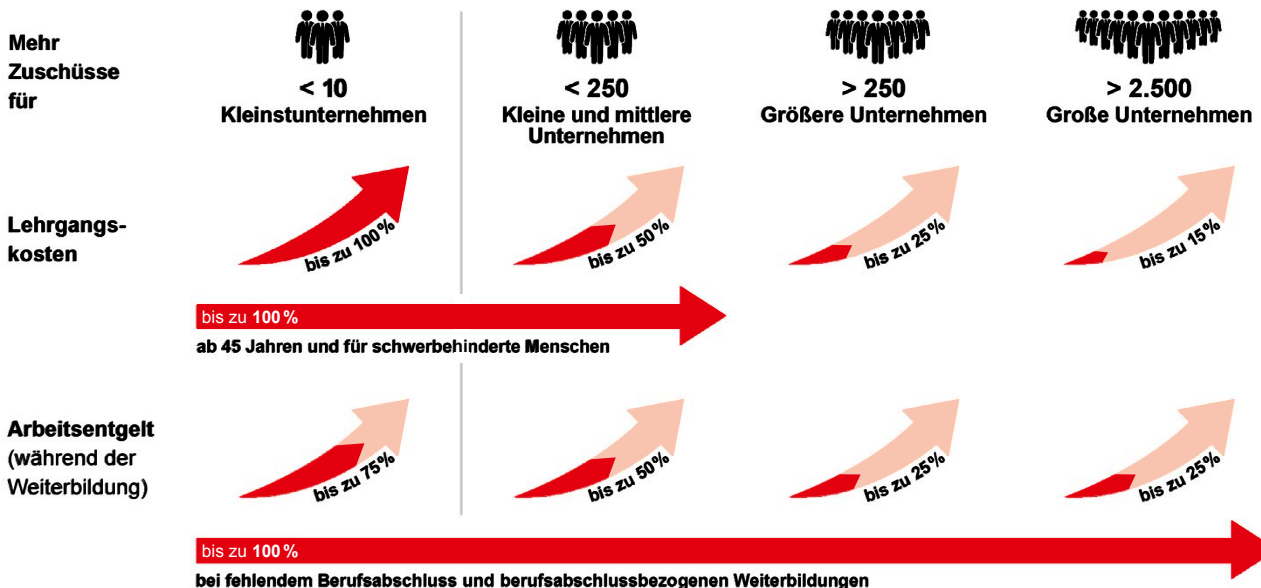 Mehr
Zuschüsse
für
< 10
Kleinstunternehmen
< 250
Kleine und mittlere
Unternehmen
> 250
Größere Unternehmen
> 2.500
Große Unternehmen
Lehrgangs-
kosten
bis zu 100 %
bis zu 50 %
bis zu 25 %
bis zu 15 %
bis zu 100 %
ab 45 Jahren und für schwerbehinderte Menschen
Arbeitsentgelt
(während der
Weiterbildung)
bis zu 75 %
bis zu 50 %
bis zu 25 %
bis zu 25 %
bis zu 100 %
bei fehlendem Berufsabschluss und berufsabschlussbezogenen Weiterbildungen